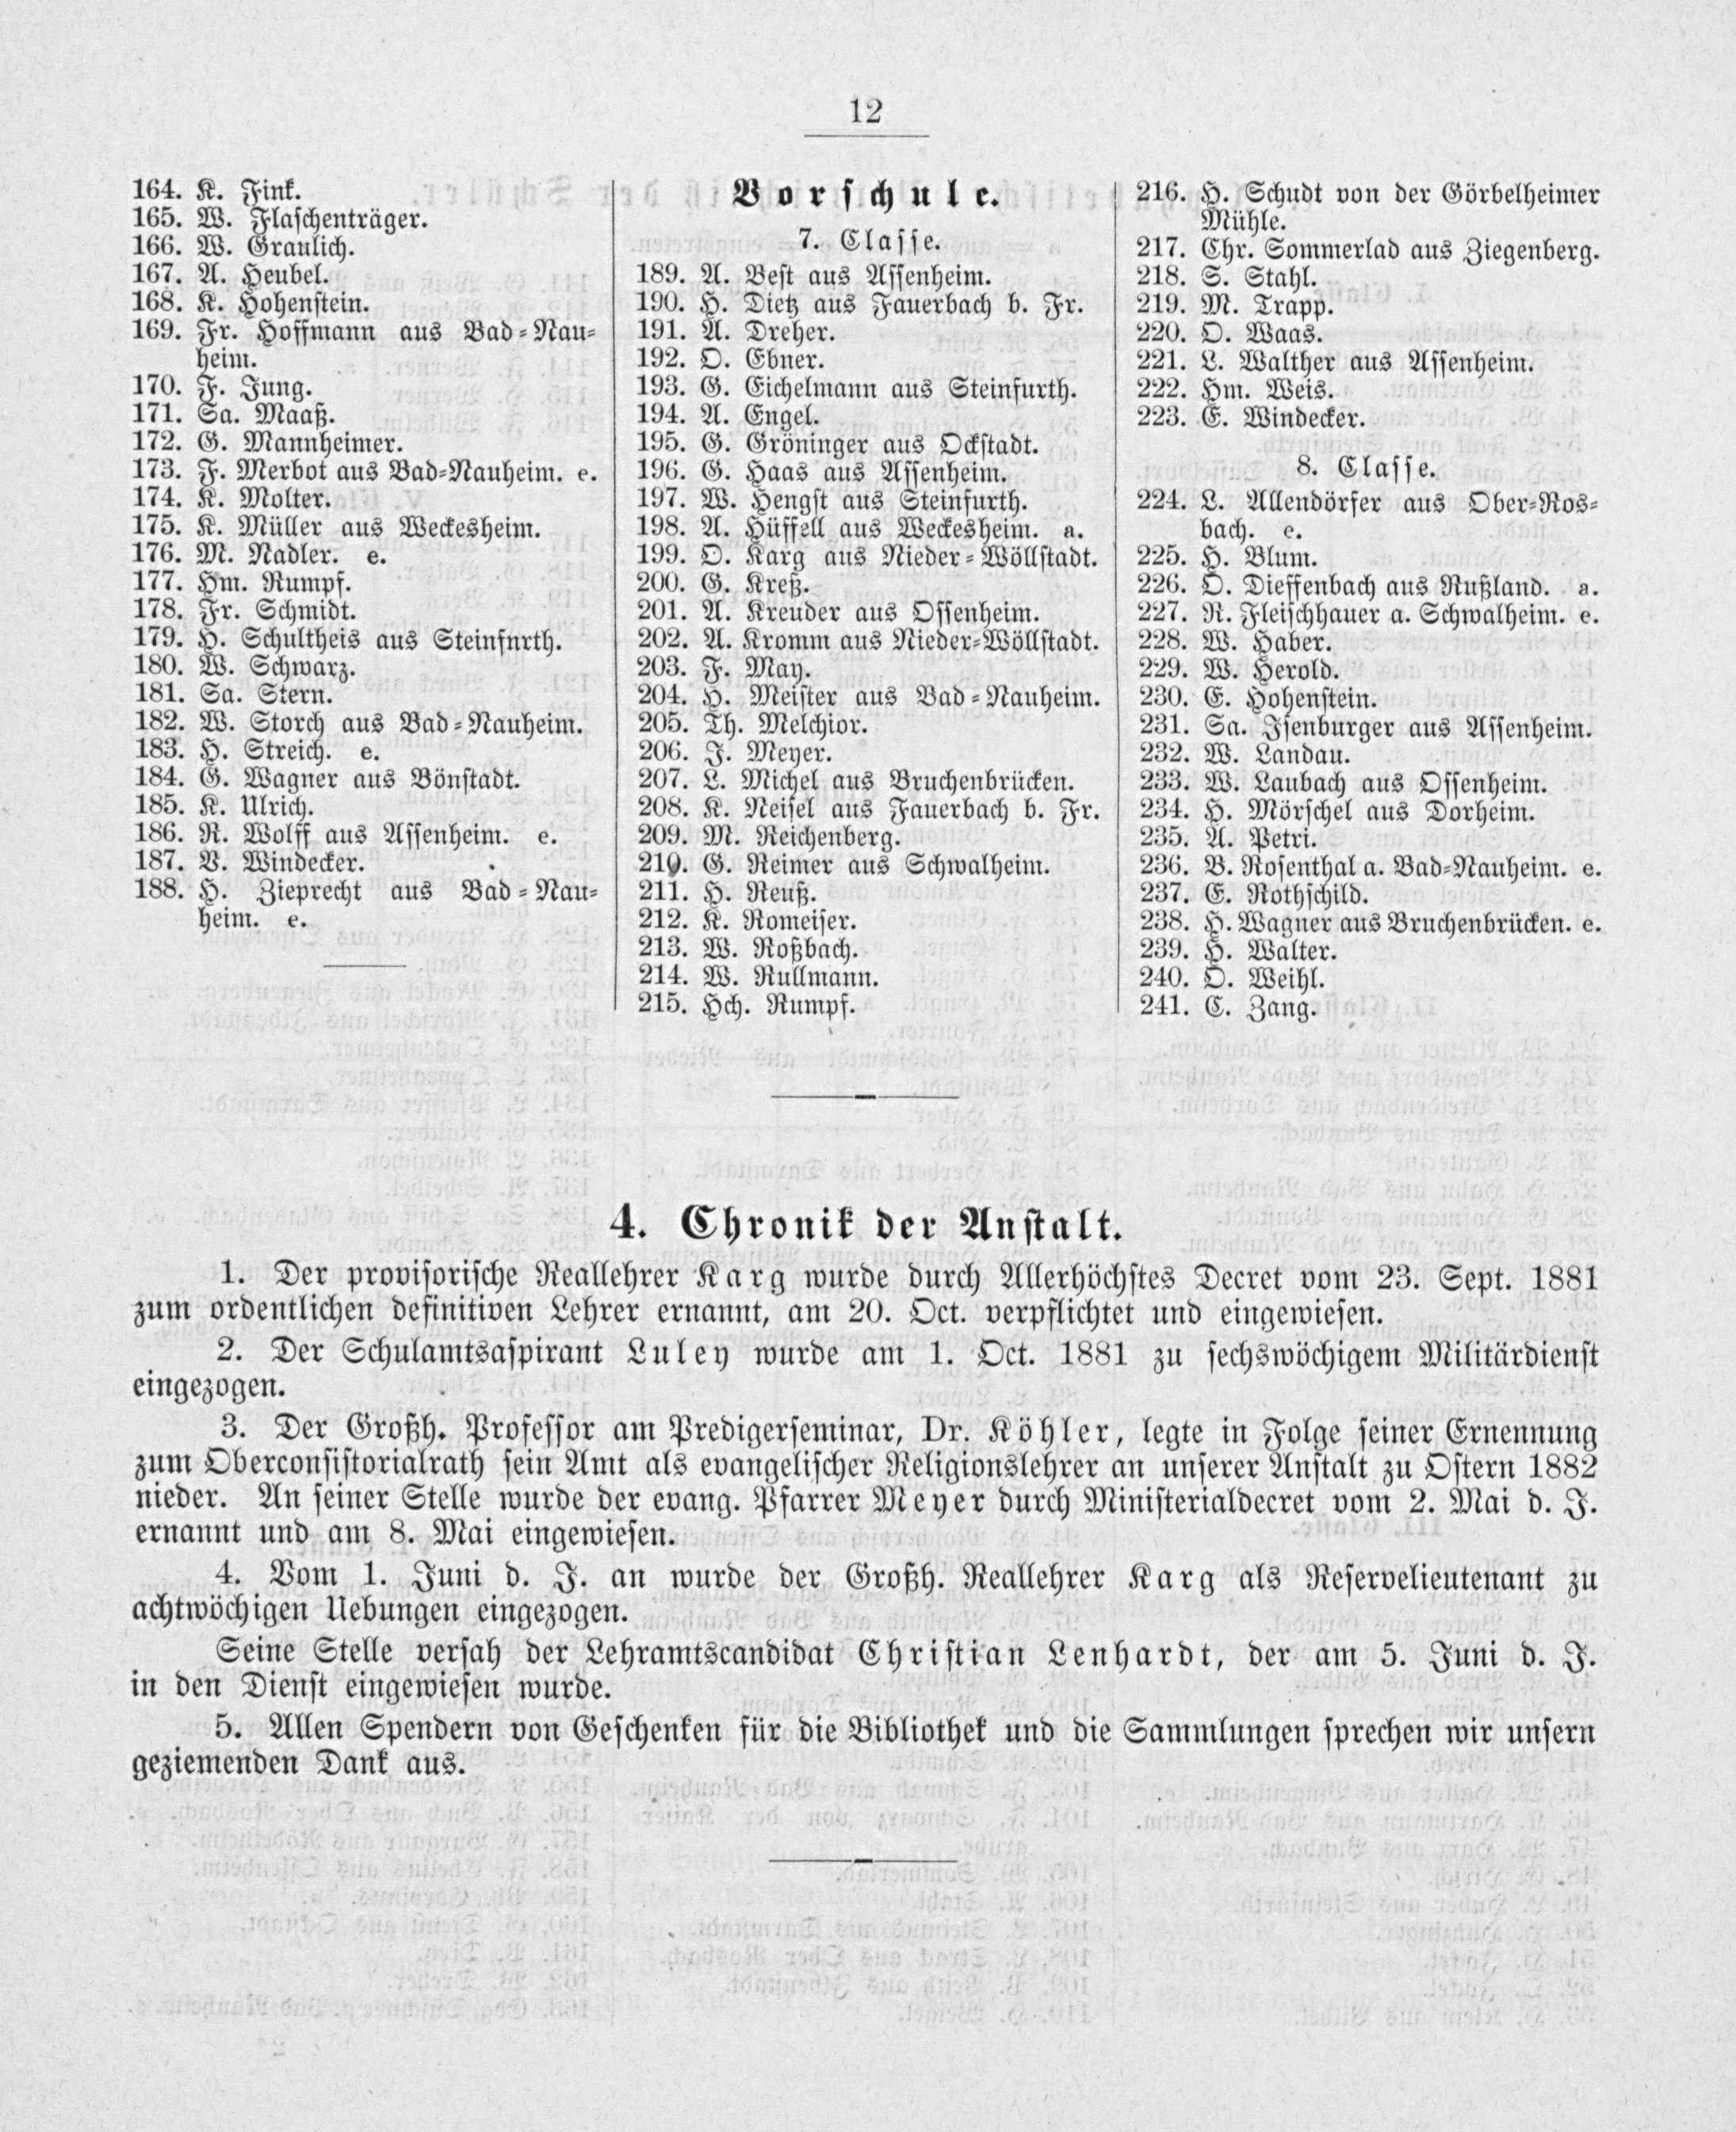 12
164. K. Fink.
165. W. Flaschenträger.
166. W. Graulich.
167. A. Heubel.
168. K. Hohenstein.
169. Fr. Hoffmann aus Bad-Nau-
heim.
170. F. Jung.
171. Sa. Maaß.
172. G. Mannheimer.
173. F. Merbot aus Bad-Nauheim. e.
174. K. Molter.
175. K. Müller aus Weckesheim.
176. M. Nadler. e.
177. Hm. Rumpf.
178. Fr. Schmidt.
179. H. Schultheis aus Steinfurth.
180. W. Schwarz.
181. Sa. Stern.
182. W. Storch aus Bad-Nauheim.
183. H. Streich. e.
184. G. Wagner aus Bönstadt.
185. K. Ulrich.
186. R. Wolff aus Assenheim. e.
187. V. Windecker.
188. H. Zieprecht aus Bad-Nau-
heim. e.
Vorschule.
7. Classe.
189. A. Best aus Assenheim.
190. H. Dietz aus Fauerbach b. Fr.
191. A. Dreher.
192. O. Ebner.
193. G. Eichelmann aus Steinfurth.
194. A. Engel.
195. G. Gröninger aus Ockstadt.
196. G. Haas aus Assenheim.
197. W. Hengst aus Steinfurth.
198. A. Hüffell aus Weckesheim. a.
199. O. Karg aus Nieder-Wöllstadt.
200. G. Kreß.
201. A. Kreuder aus Ossenheim.
202. A. Kromm aus Nieder-Wöllstadt.
203. F. May.
204. H. Meister aus Bad-Nauheim.
205. Th. Melchior.
206. J. Meyer.
207. L. Michel aus Bruchenbrücken.
208. K. Neisel aus Fauerbach b. Fr.
209. M. Reichenberg.
210. G. Reimer aus Schwalheim.
211. H. Reuß.
212. K. Romeiser.
213. W. Roßbach.
214. W. Rullmann.
215. Hch. Rumpf.
216. H. Schudt von der Görbelheimer
Mühle.
217. Chr. Sommerlad aus Ziegenberg.
218. S. Stahl.
219. M. Trapp.
220. O. Waas.
221. L. Walther aus Assenheim.
222. Hm. Weis.
223. E. Windecker.
8. Classe.
224. L. Allendörfer aus Ober-Ros-
bach. e.
225. H. Blum.
226. O. Dieffenbach aus Rußland. a.
227. R. Fleischhauer a. Schwalheim. e.
228. W. Haber.
229. W. Herold.
230. E. Hohenstein.
231. Sa. Isenburger aus Assenheim.
232. W. Landau.
233. W. Laubach aus Ossenheim.
234. H. Mörschel aus Dorheim.
235. A. Petri.
236. B. Rosenthal a. Bad-Nauheim. e.
237. E. Rothschild.
238. H. Wagner aus Bruchenbrücken. e.
239. H. Walter.
240. O. Weihl.
241. C. Zang.
4. Chronik der Anstalt.
1. Der provisorische Reallehrer Karg wurde durch Allerhöchstes Decret vom 23. Sept. 1881
zum ordentlichen definitiven Lehrer ernannt, am 20. Oct. verpflichtet und eingewiesen.
2. Der Schulamtsaspirant Luley wurde am 1. Oct. 1881 zu sechswöchigem Militärdienst
eingezogen.
3. Der Großh. Professor am Predigerseminar, Dr. Köhler, legte in Folge seiner Ernennung
zum Oberconsistorialrath sein Amt als evangelischer Religionslehrer an unserer Anstalt zu Ostern 1882
nieder. An seiner Stelle wurde der evang. Pfarrer Meyer durch Ministerialdecret vom 2. Mai d. J.
ernannt und am 8. Mai eingewiesen.
4. Vom 1. Juni d. J. an wurde der Großh. Reallehrer Karg als Reservelieutenant zu
achtwöchigen Uebungen eingezogen.
Seine Stelle versah der Lehramtscandidat Christian Lenhardt, der am 5. Juni d. J.
in den Dienst eingewiesen wurde.
5. Allen Spendern von Geschenken für die Bibliothek und die Sammlungen sprechen wir unsern
geziemenden Dank aus.